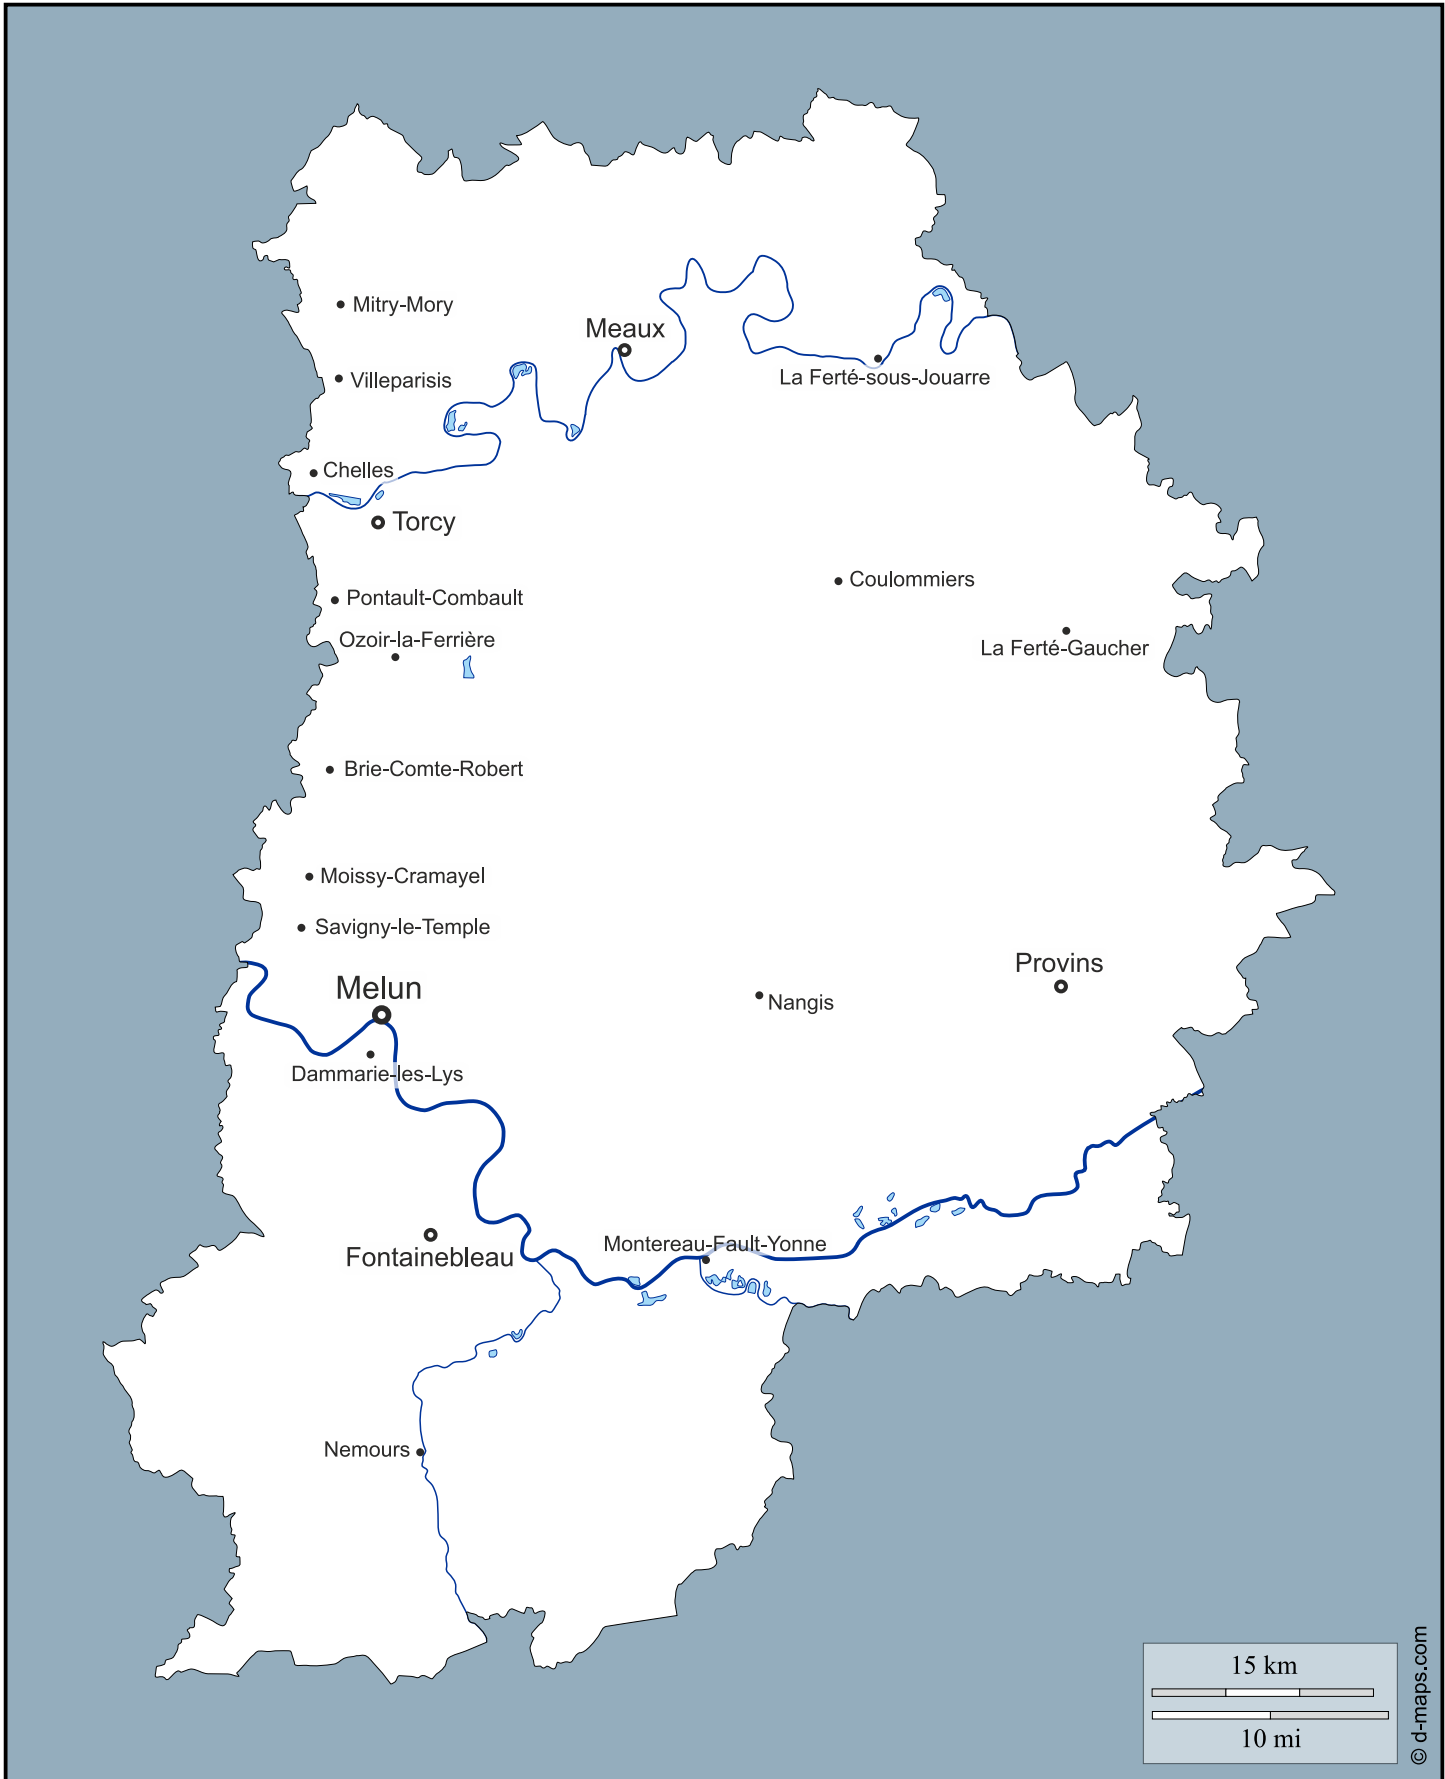 Mitry-Mory
Meaux
Villeparisis
La Ferté-sous-Jouarre
Chelles
Torcy
Coulommiers
Pontault-Combault
Ozoir-la-Ferrière
La Ferté-Gaucher
Brie-Comte-Robert
Moissy-Cramayel
Savigny-le-Temple
Provins
Melun
Nangis
Dammarie-les-Lys
Montereau-Fault-Yonne
Fontainebleau
Nemours
15 km
10 mi
© d-maps.com